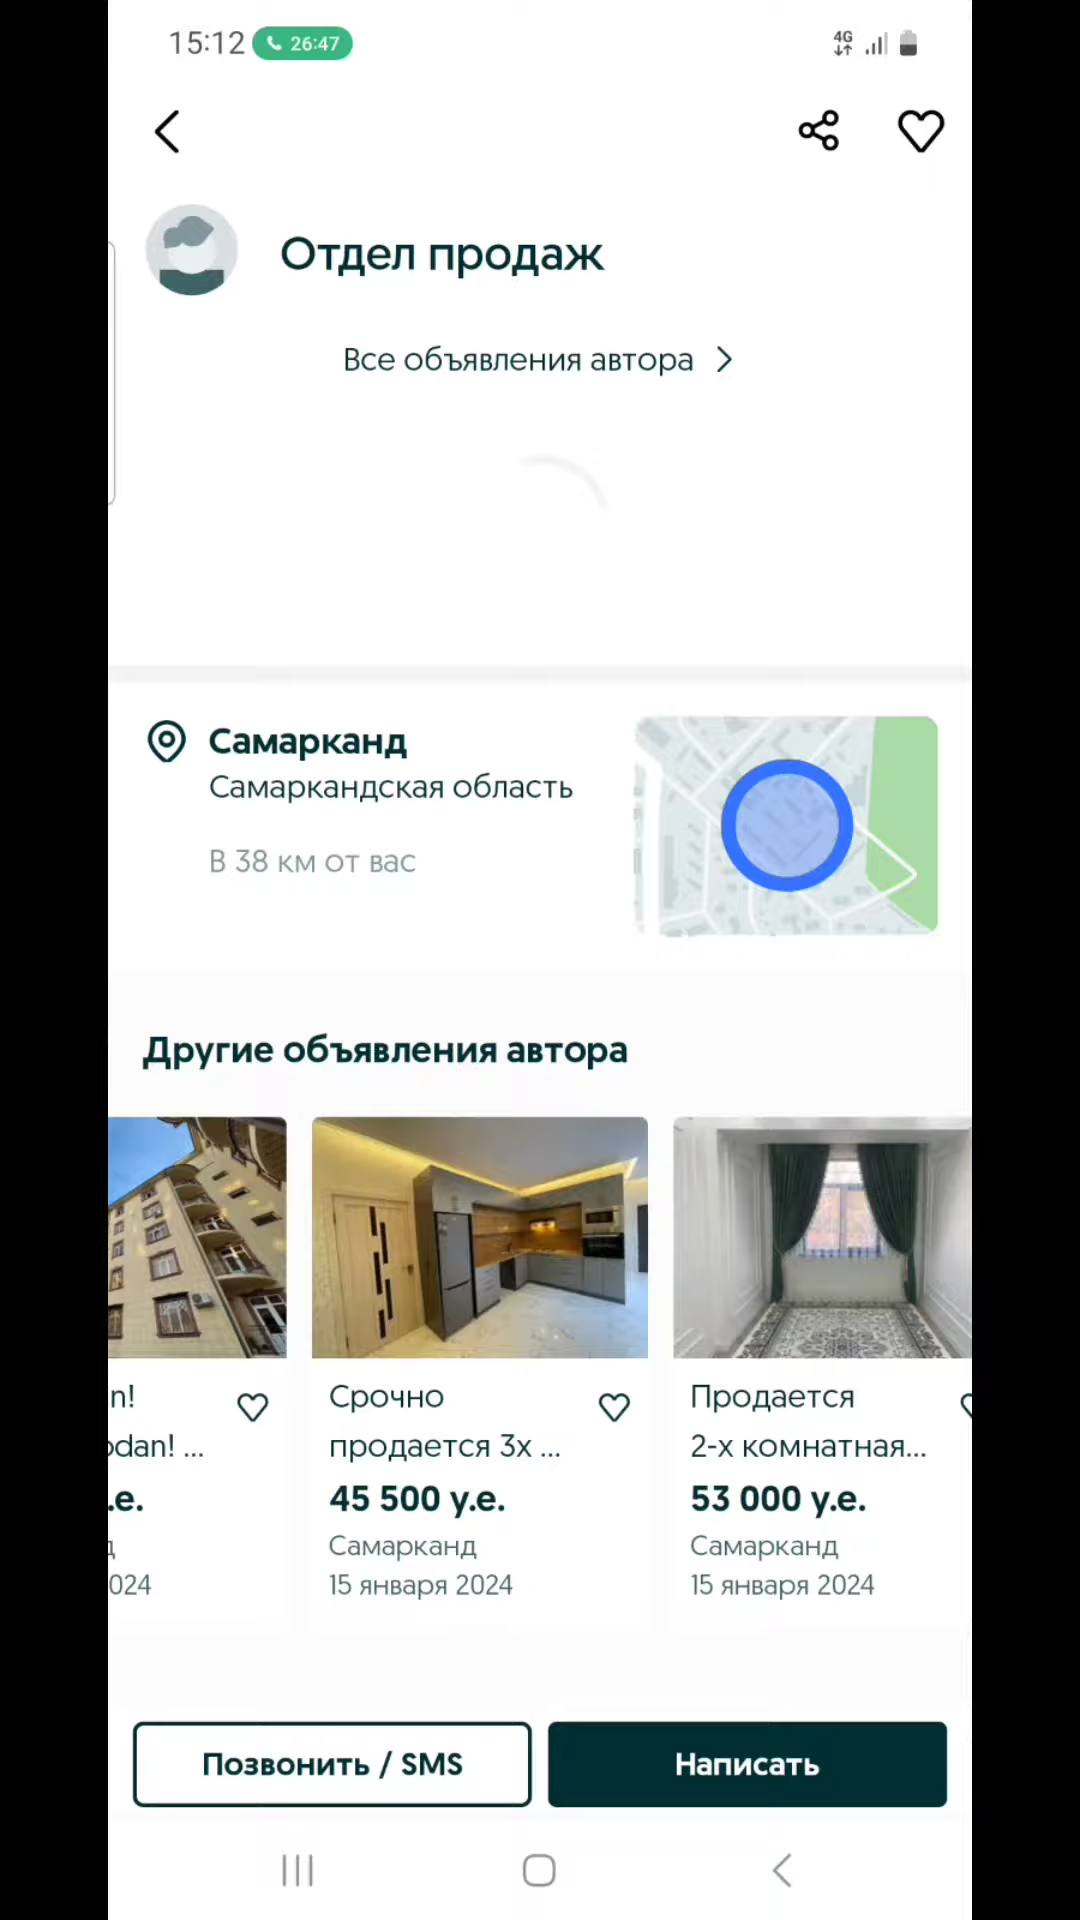 15:12 26:47 4G
Отдел продаж
Все объявления автора
Самарканд
Самаркандская область
В 38 км от вас
Другие объявления автора
n!
odan! ...
.е.
д
024
Срочно
продается 3х ...
45 500 у.е.
Самарканд
15 января 2024
Продается
2-х комнатная...
53 000 у.е.
Самарканд
15 января 2024
Позвонить / SMS
Написать